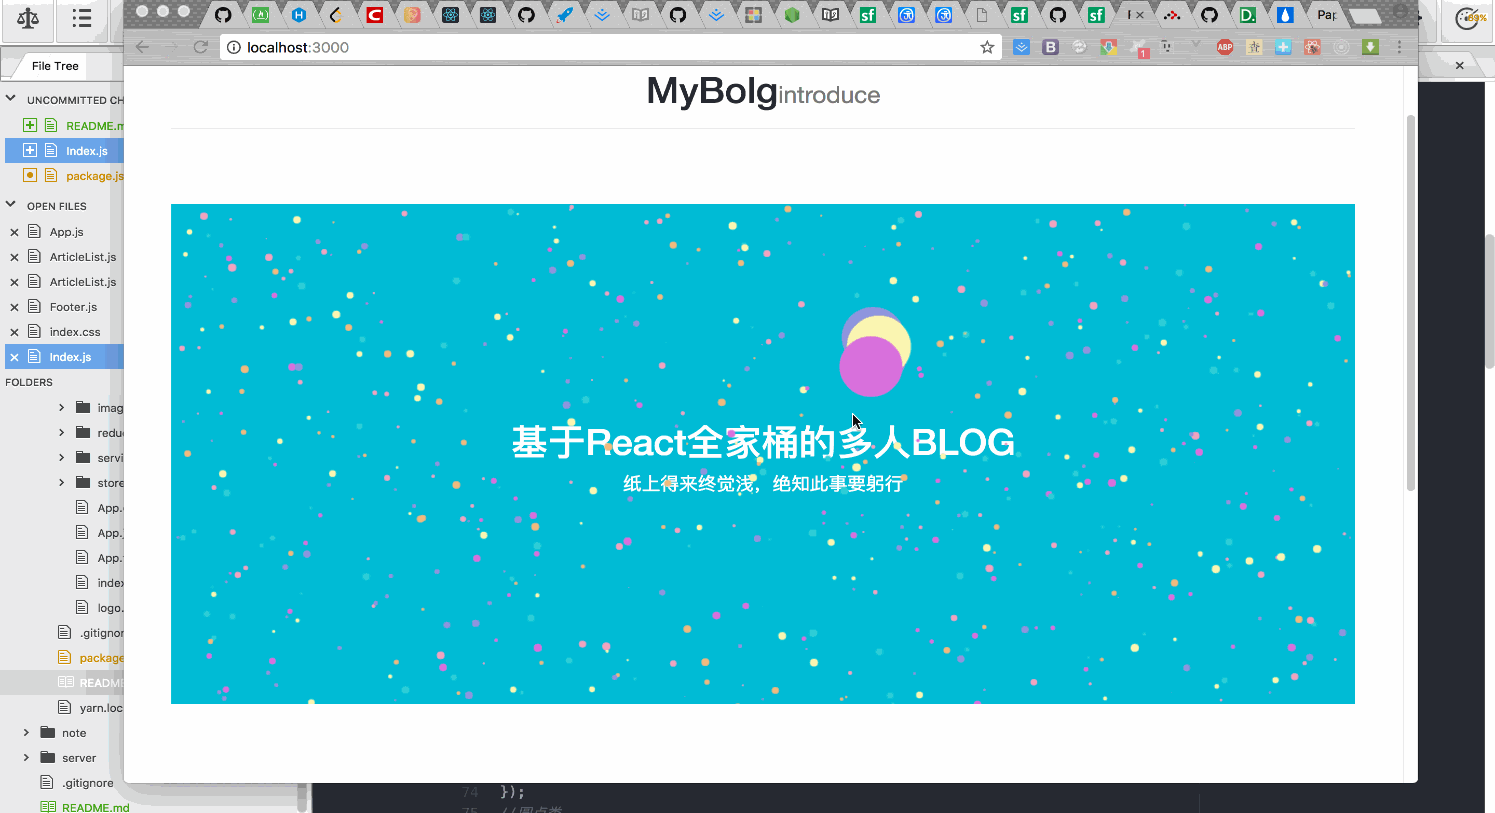 localhost:3000
File Tree
MyBolgintroduce
UNCOMMITTED CH
README.m
Index.js
package.js
OPEN FILES
App.js
ArticleList.js
ArticleList.js
Footer.js
index.css
Index.js
FOLDERS
imag
redu
servi
store
App.
App.
App.
index
logo.
.gitignor
package
READM
yarn.loc
note
server
.gitignore
README.md
基于React全家桶的多人BLOG
纸上得来终觉浅，绝知此事要躬行
74 });
75 //圆点类